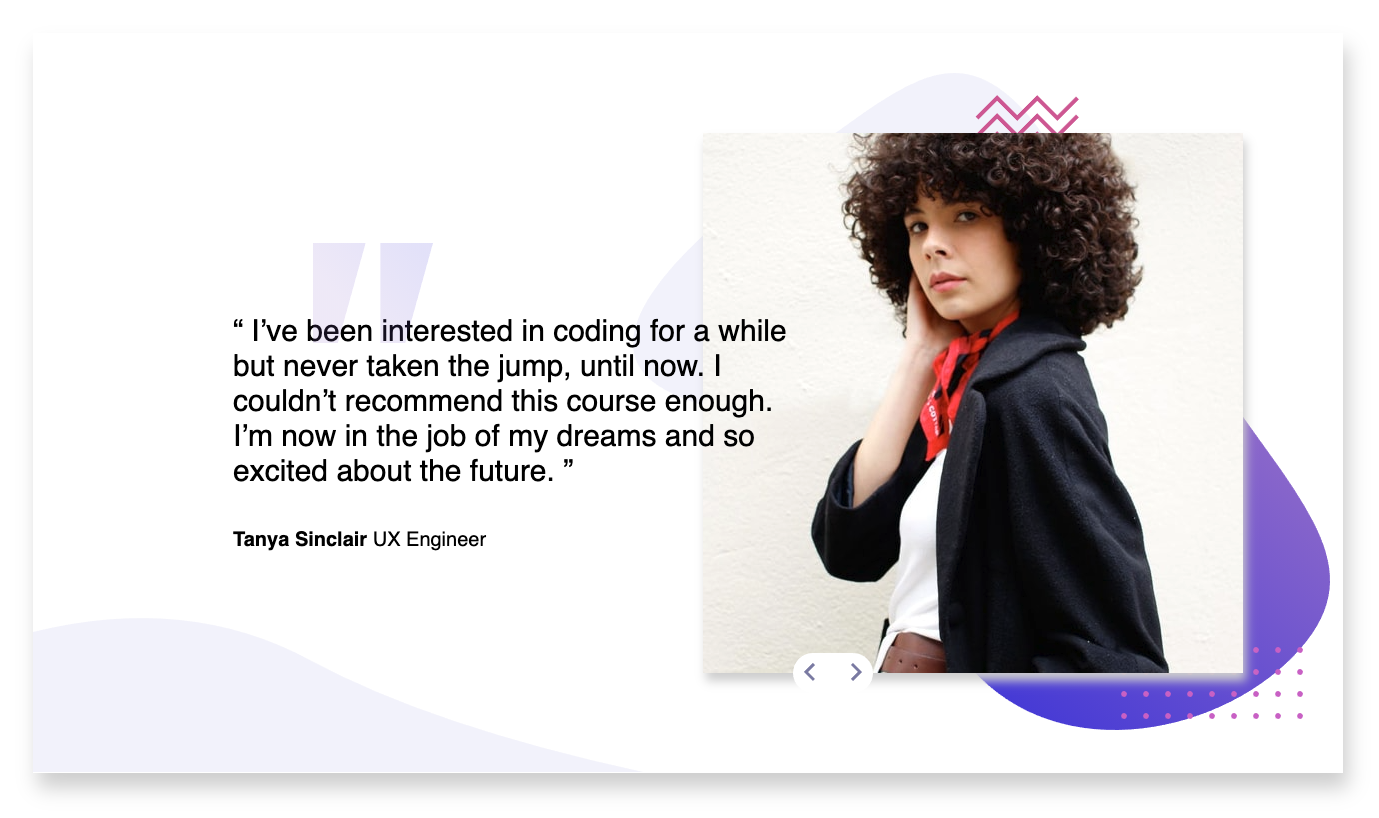 “ I’ve been interested in coding for a while
but never taken the jump, until now. I
couldn’t recommend this course enough.
I’m now in the job of my dreams and so
excited about the future. ”
Tanya Sinclair UX Engineer